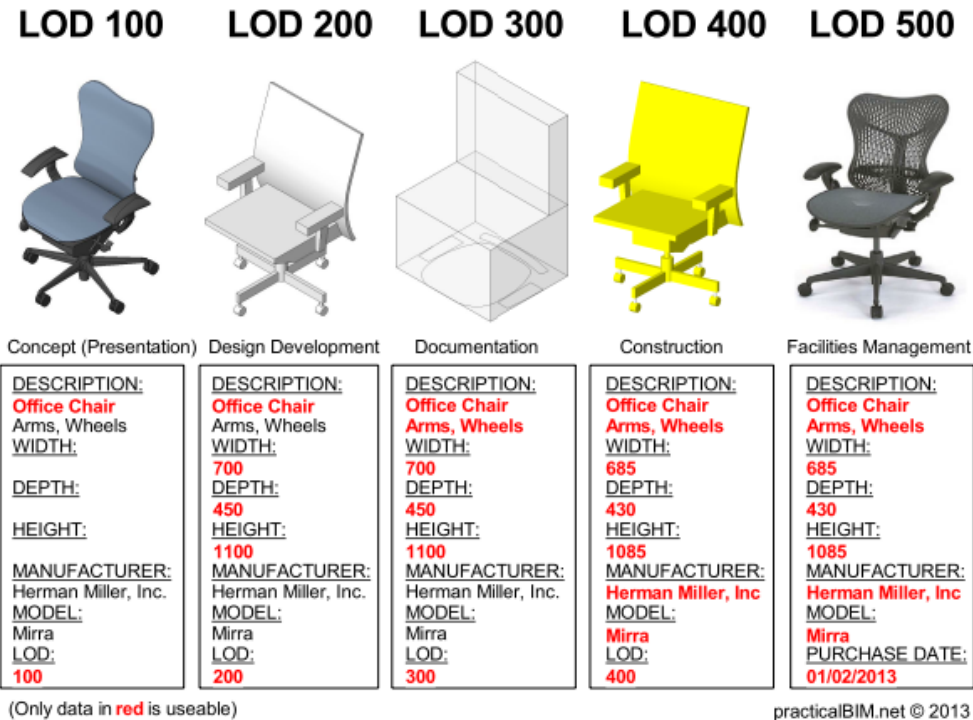 LOD 100 LOD 200 LOD 300 LOD 400 LOD 500
Concept (Presentation) Design Development Documentation Construction Facilities Management
DESCRIPTION:
Office Chair
Arms, Wheels
WIDTH:
DEPTH:
HEIGHT:
MANUFACTURER:
Herman Miller, Inc.
MODEL:
Mirra
LOD:
100
DESCRIPTION:
Office Chair
Arms, Wheels
WIDTH:
700
DEPTH:
450
HEIGHT:
1100
MANUFACTURER:
Herman Miller, Inc.
MODEL:
Mirra
LOD:
200
DESCRIPTION:
Office Chair
Arms, Wheels
WIDTH:
700
DEPTH:
450
HEIGHT:
1100
MANUFACTURER:
Herman Miller, Inc.
MODEL:
Mirra
LOD:
300
DESCRIPTION:
Office Chair
Arms, Wheels
WIDTH:
685
DEPTH:
430
HEIGHT:
1085
MANUFACTURER:
Herman Miller, Inc
MODEL:
Mirra
LOD:
400
DESCRIPTION:
Office Chair
Arms, Wheels
WIDTH:
685
DEPTH:
430
HEIGHT:
1085
MANUFACTURER:
Herman Miller, Inc
MODEL:
Mirra
PURCHASE DATE:
01/02/2013
(Only data in red is useable)
practicalBIM.net © 2013